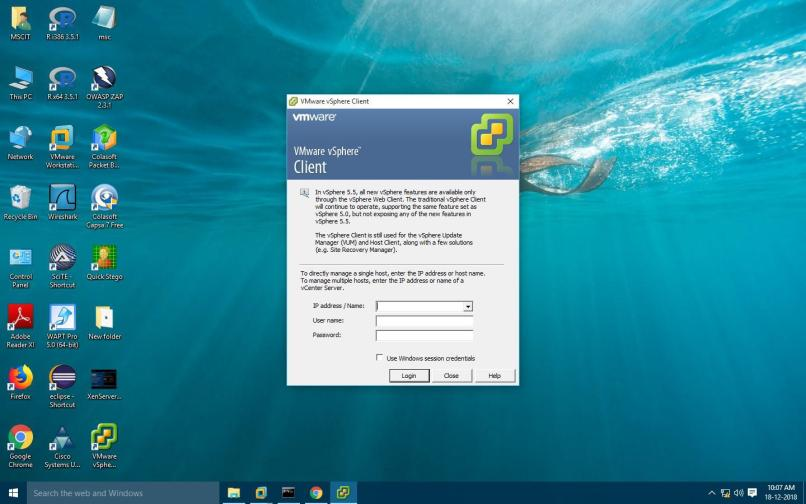 MSCIT
R i386 3.5.1
msc
This PC
R x64 3.5.1
OWASP ZAP
2.3.1
Network
VMware
Workstati...
Colasoft
Packet B...
Recycle Bin
Wireshark
Colasoft
Capsa 7 Free
Control
Panel
SciTE -
Shortcut
Quick Stego
Adobe
Reader XI
WAPT Pro
5.0 (64-bit)
New folder
Firefox
eclipse -
Shortcut
XenServer...
Google
Chrome
Cisco
Systems U...
VMware
vSphe...
VMware vSphere Client
vmware
VMware vSphere™
Client
In vSphere 5.5, all new vSphere features are available only
through the vSphere Web Client. The traditional vSphere Client
will continue to operate, supporting the same feature set as
vSphere 5.0, but not exposing any of the new features in
vSphere 5.5.
The vSphere Client is still used for the vSphere Update
Manager (VUM) and Host Client, along with a few solutions
(e.g. Site Recovery Manager).
To directly manage a single host, enter the IP address or host name.
To manage multiple hosts, enter the IP address or name of a
vCenter Server.
IP address / Name:
User name:
Password:
Use Windows session credentials
Login
Close
Help
Search the web and Windows
10:07 AM
18-12-2018